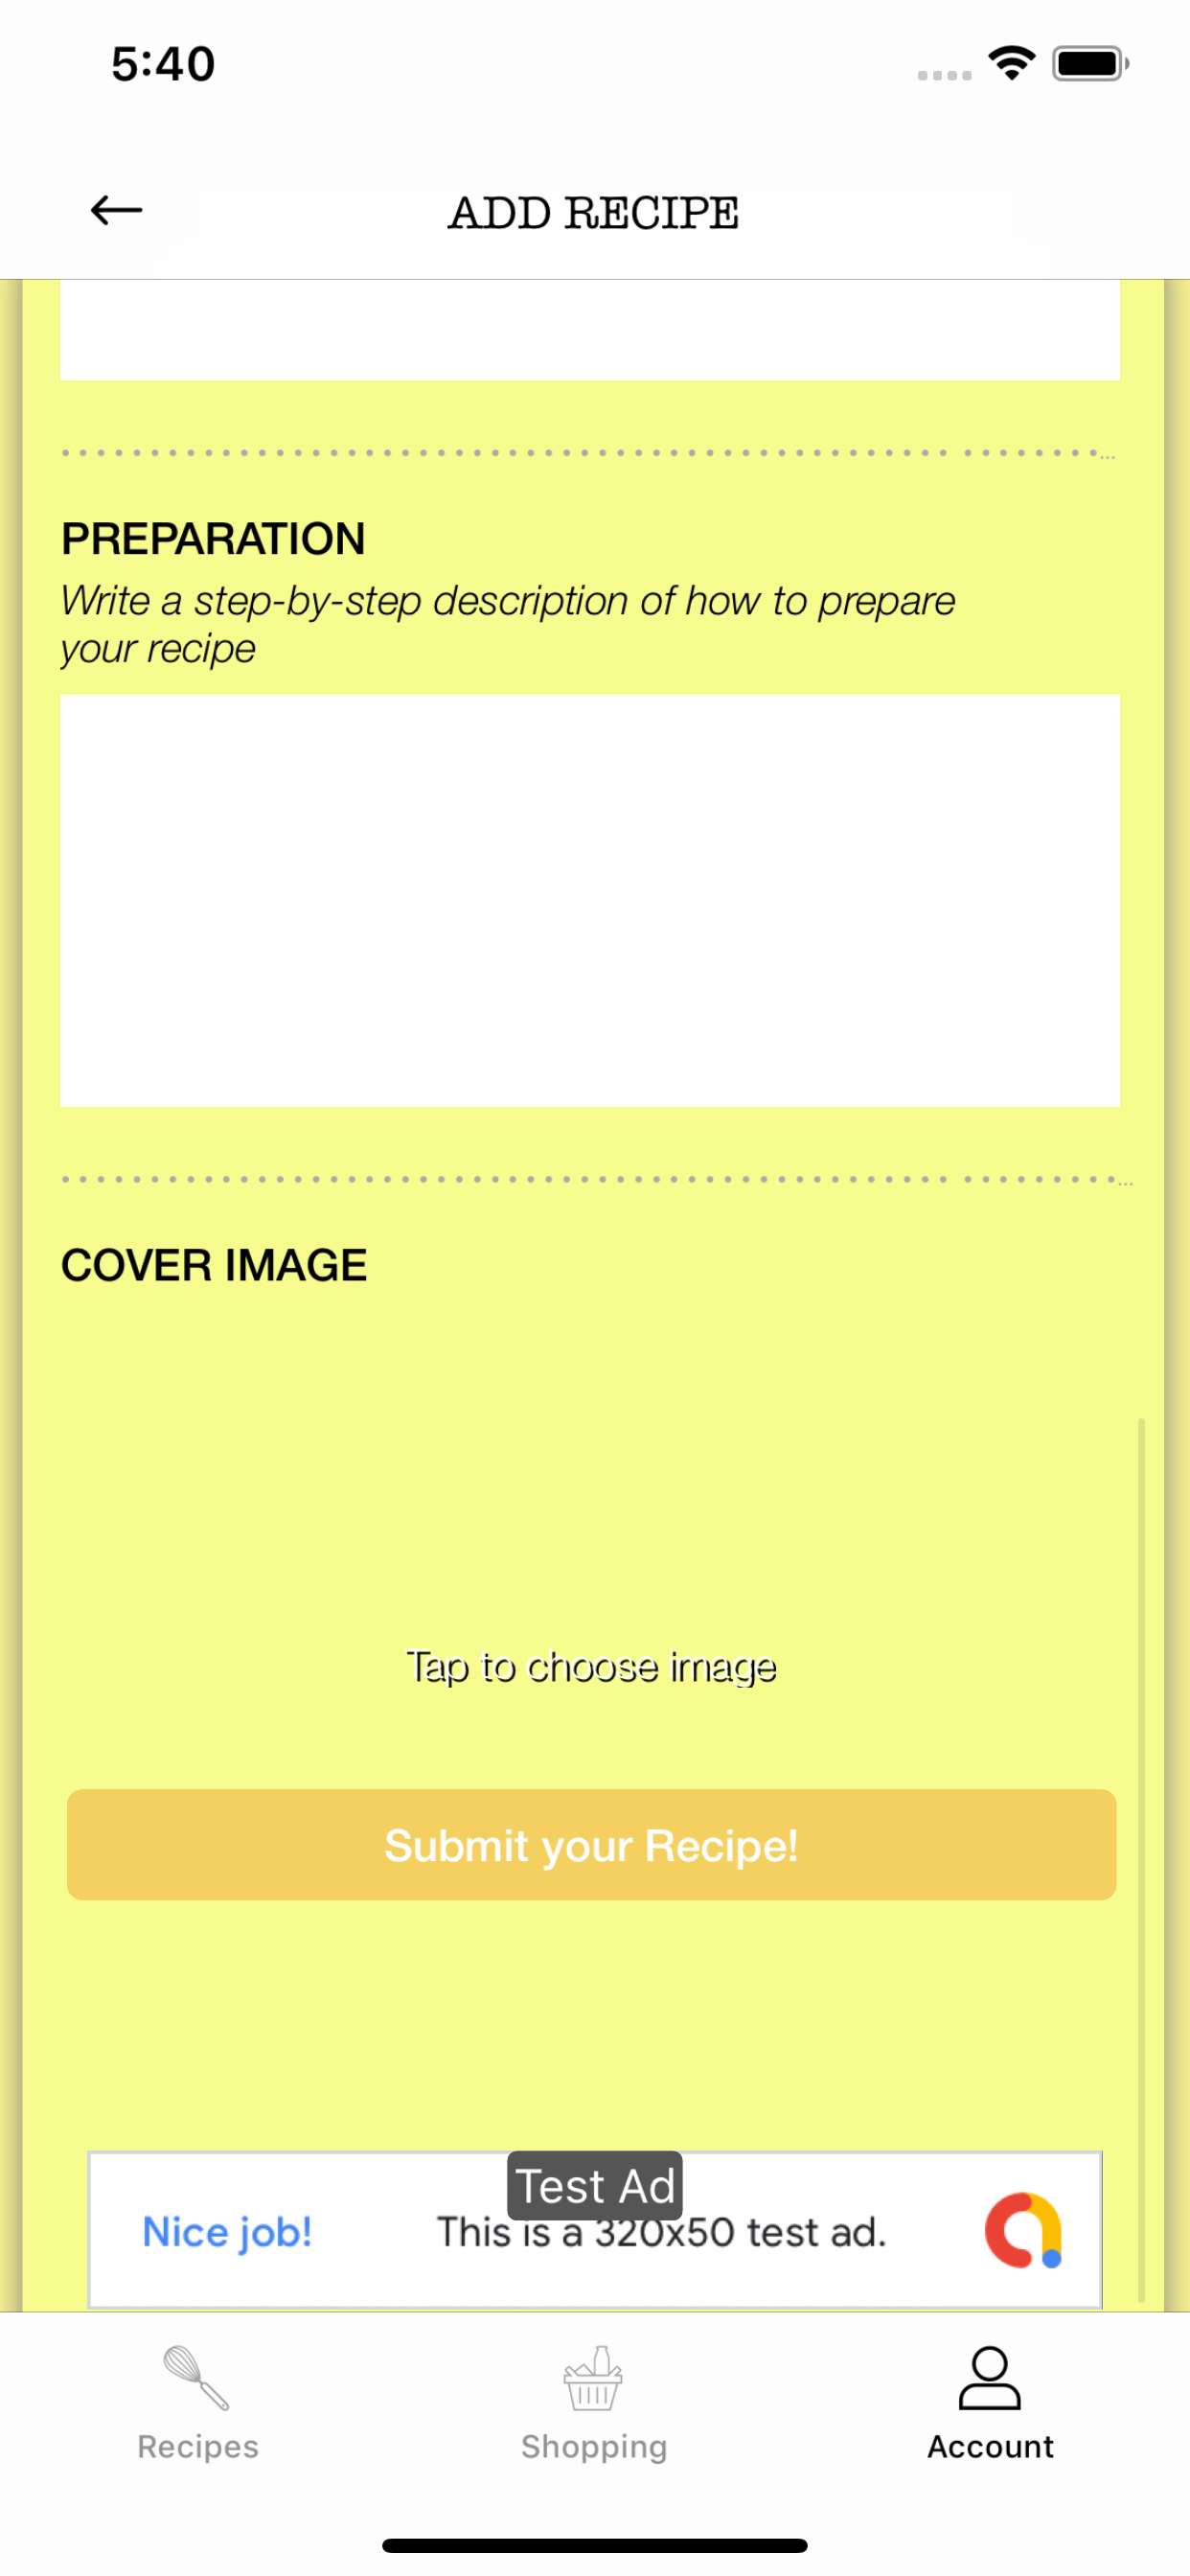 5:40
ADD RECIPE
PREPARATION
Write a step-by-step description of how to prepare
your recipe
COVER IMAGE
Tap to choose image
Submit your Recipe!
Test Ad
Nice job! This is a 320x50 test ad.
Recipes Shopping Account